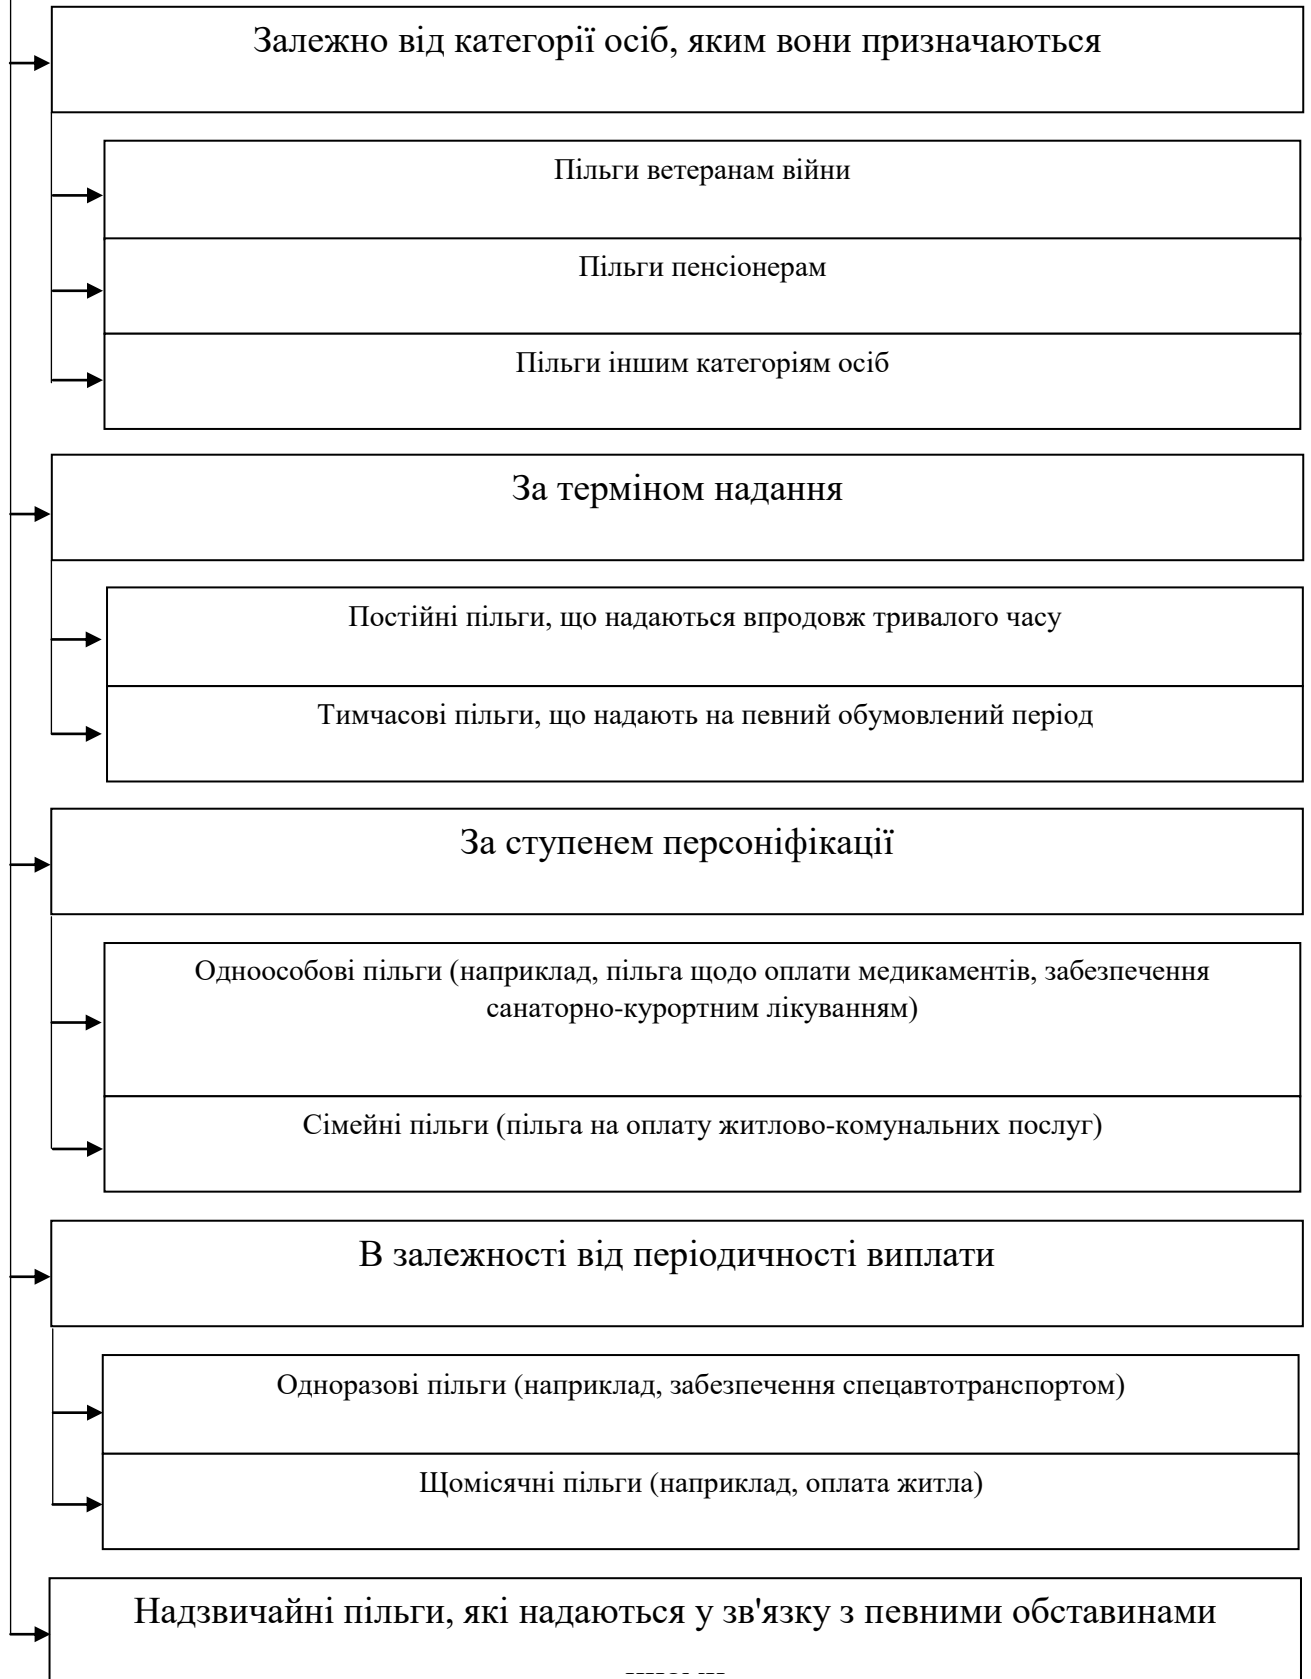 Залежно від категорії осіб, яким вони призначаються
Пільги ветеранам війни
Пільги пенсіонерам
Пільги іншим категоріям осіб
За терміном надання
Постійні пільги, що надаються впродовж тривалого часу
Тимчасові пільги, що надають на певний обумовлений період
За ступенем персоніфікації
Одноособові пільги (наприклад, пільга щодо оплати медикаментів, забезпечення
санаторно-курортним лікуванням)
Сімейні пільги (пільга на оплату житлово-комунальних послуг)
В залежності від періодичності виплати
Одноразові пільги (наприклад, забезпечення спецавтотранспортом)
Щомісячні пільги (наприклад, оплата житла)
Надзвичайні пільги, які надаються у зв'язку з певними обставинами